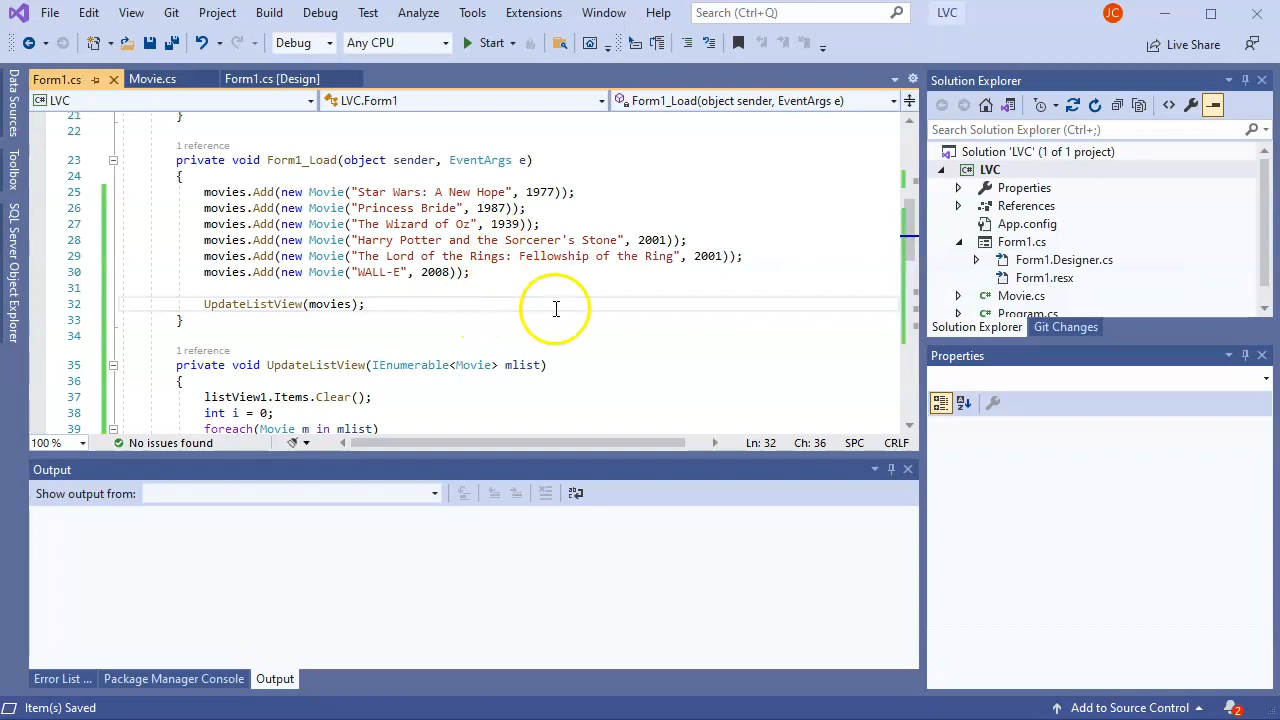 File Edit View Git Project Build Debug Test Analyze Tools Extensions Window Help Search (Ctrl+Q) LVC JC
Debug Any CPU Start Live Share
Form1.cs Movie.cs Form1.cs [Design]
LVC LVC.Form1 Form1_Load(object sender, EventArgs e)
Data Sources
Toolbox
SQL Server Object Explorer
21 }
22
1 reference
23 private void Form1_Load(object sender, EventArgs e)
24 {
25 movies.Add(new Movie("Star Wars: A New Hope", 1977));
26 movies.Add(new Movie("Princess Bride", 1987));
27 movies.Add(new Movie("The Wizard of Oz", 1939));
28 movies.Add(new Movie("Harry Potter and the Sorcerer's Stone", 2001));
29 movies.Add(new Movie("The Lord of the Rings: Fellowship of the Ring", 2001));
30 movies.Add(new Movie("WALL-E", 2008));
31
32 UpdateListView(movies);
33 }
34
1 reference
35 private void UpdateListView(IEnumerable<Movie> mlist)
36 {
37 listView1.Items.Clear();
38 int i = 0;
39 foreach(Movie m in mlist)
100 % No issues found Ln: 32 Ch: 36 SPC CRLF
Output
Show output from:
Error List ... Package Manager Console Output
Solution Explorer
Search Solution Explorer (Ctrl+;)
Solution 'LVC' (1 of 1 project)
LVC
Properties
References
App.config
Form1.cs
Form1.Designer.cs
Form1.resx
Movie.cs
Program.cs
Solution Explorer Git Changes
Properties
Item(s) Saved Add to Source Control 2